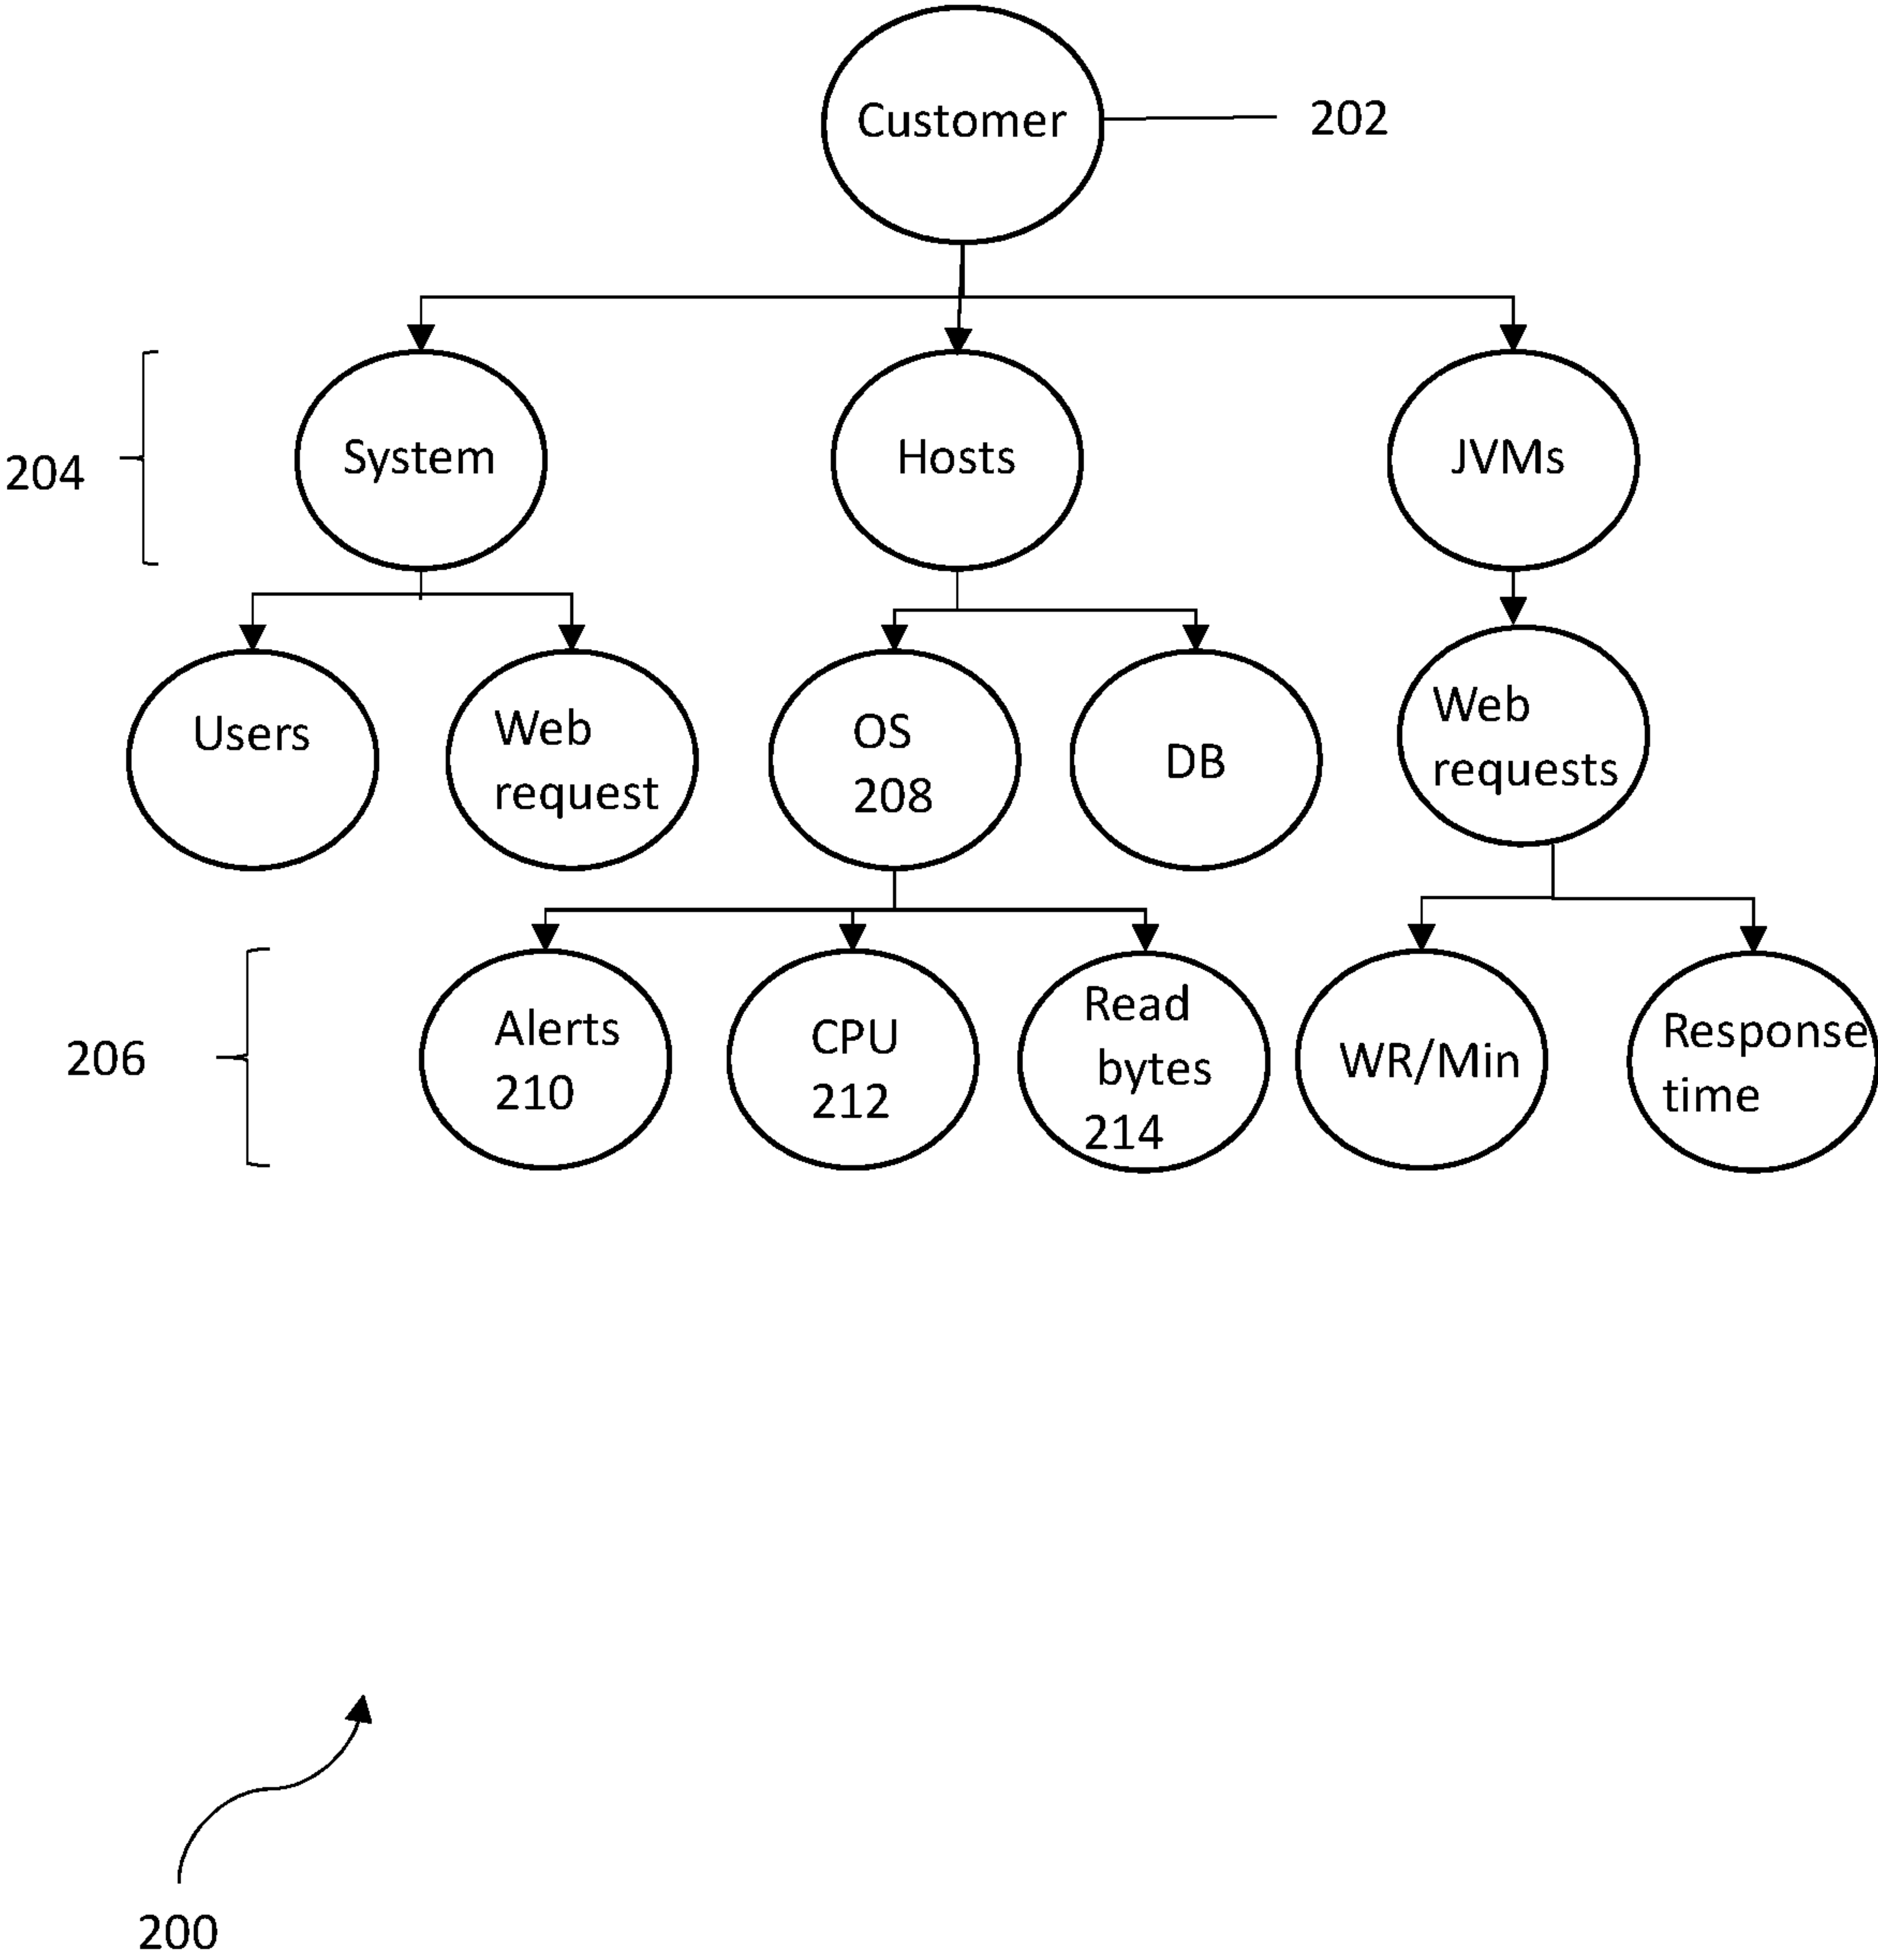 Customer
202
204
System
Hosts
JVMs
Users
Web
request
OS
208
DB
Web
requests
206
Alerts
210
CPU
212
Read
bytes
214
WR/Min
Response
time
200